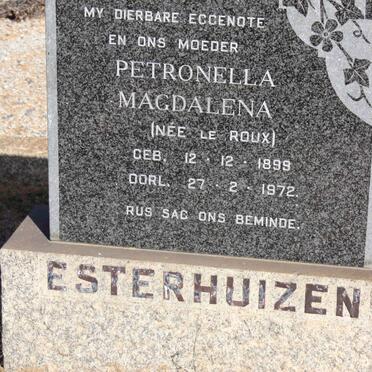 MY DIERBARE EGGENOTE
EN ONS MOEDER
PETRONELLA
MAGDALENA
(NÉE LE ROUX)
GEB. 12 · 12 · 1899
OORL. 27 · 2 · 1972.
RUS SAG ONS BEMINDE.
ESTERHUIZEN